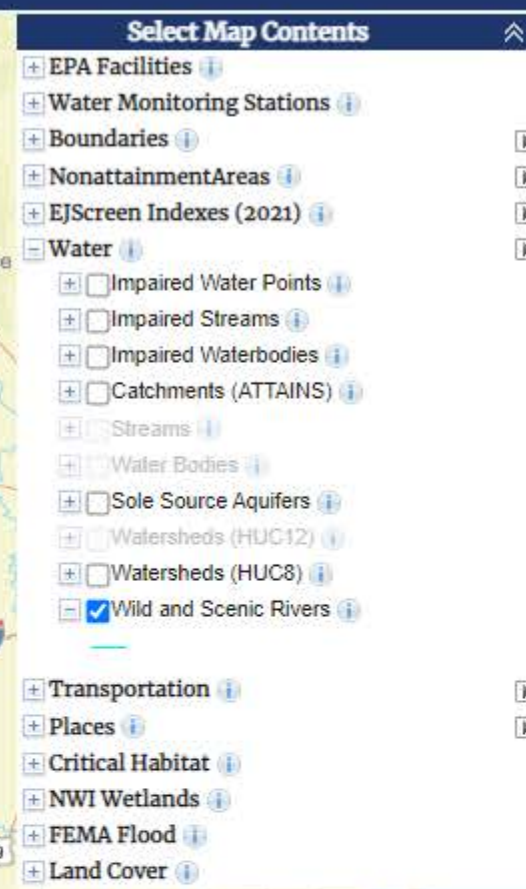 Select Map Contents
EPA Facilities
Water Monitoring Stations
Boundaries
NonattainmentAreas
EJScreen Indexes (2021)
Water
Impaired Water Points
Impaired Streams
Impaired Waterbodies
Catchments (ATTAINS)
Streams
Water Bodies
Sole Source Aquifers
Watersheds (HUC12)
Watersheds (HUC8)
Wild and Scenic Rivers
Transportation
Places
Critical Habitat
NWI Wetlands
FEMA Flood
Land Cover